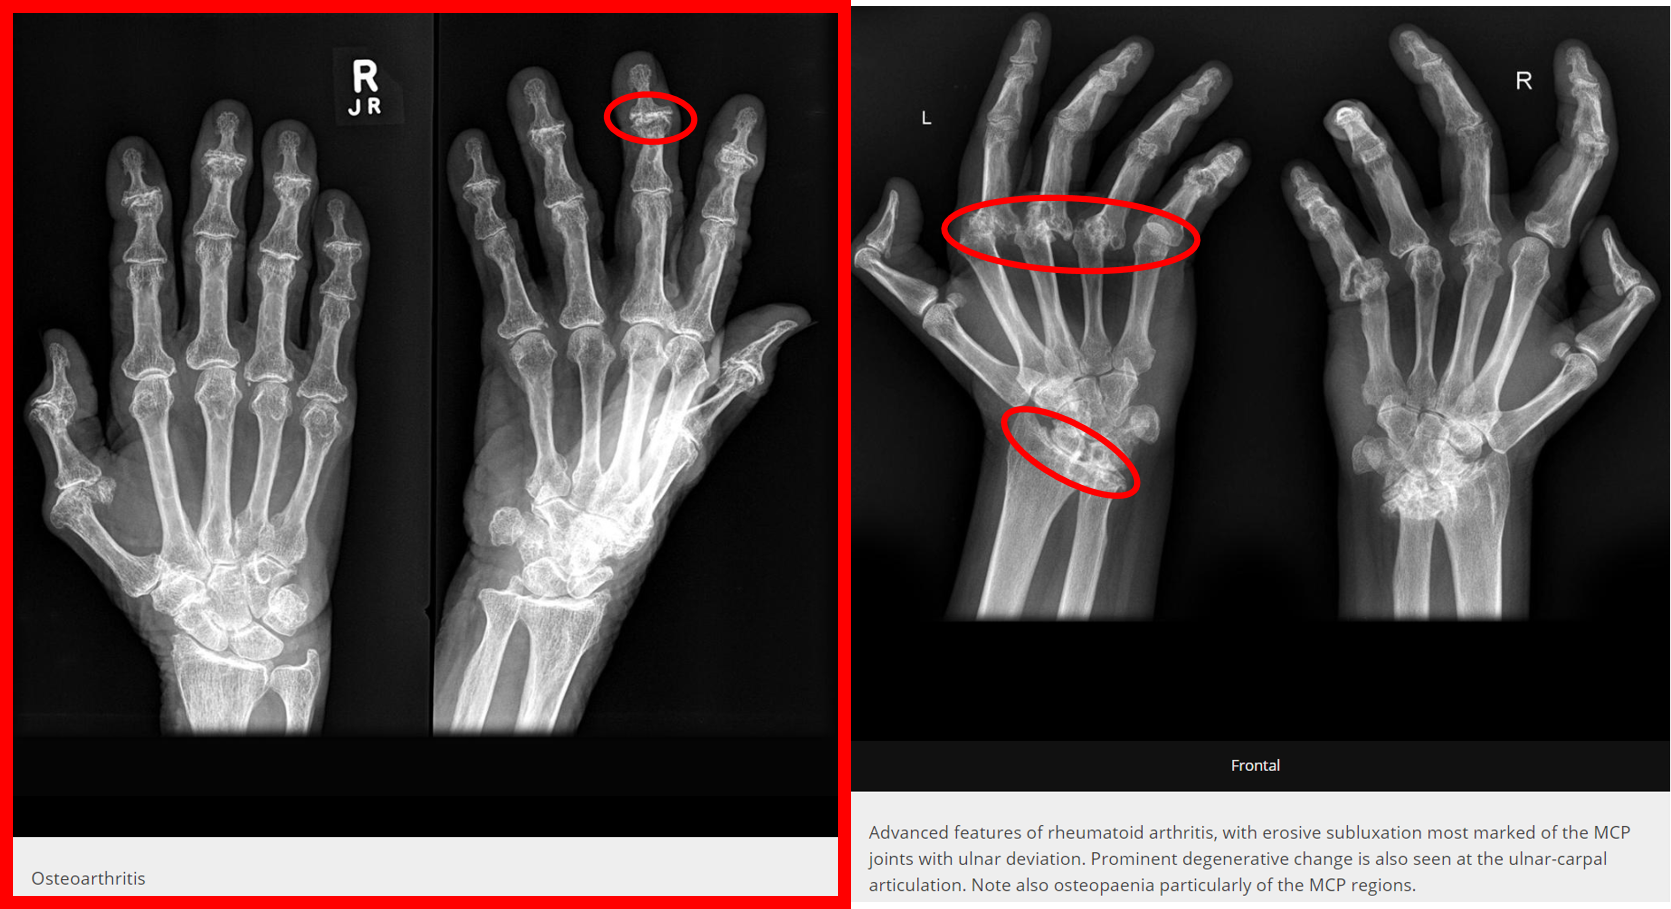 R
JR
Osteoarthritis
L
R
Frontal
Advanced features of rheumatoid arthritis, with erosive subluxation most marked of the MCP
joints with ulnar deviation. Prominent degenerative change is also seen at the ulnar-carpal
articulation. Note also osteopaenia particularly of the MCP regions.